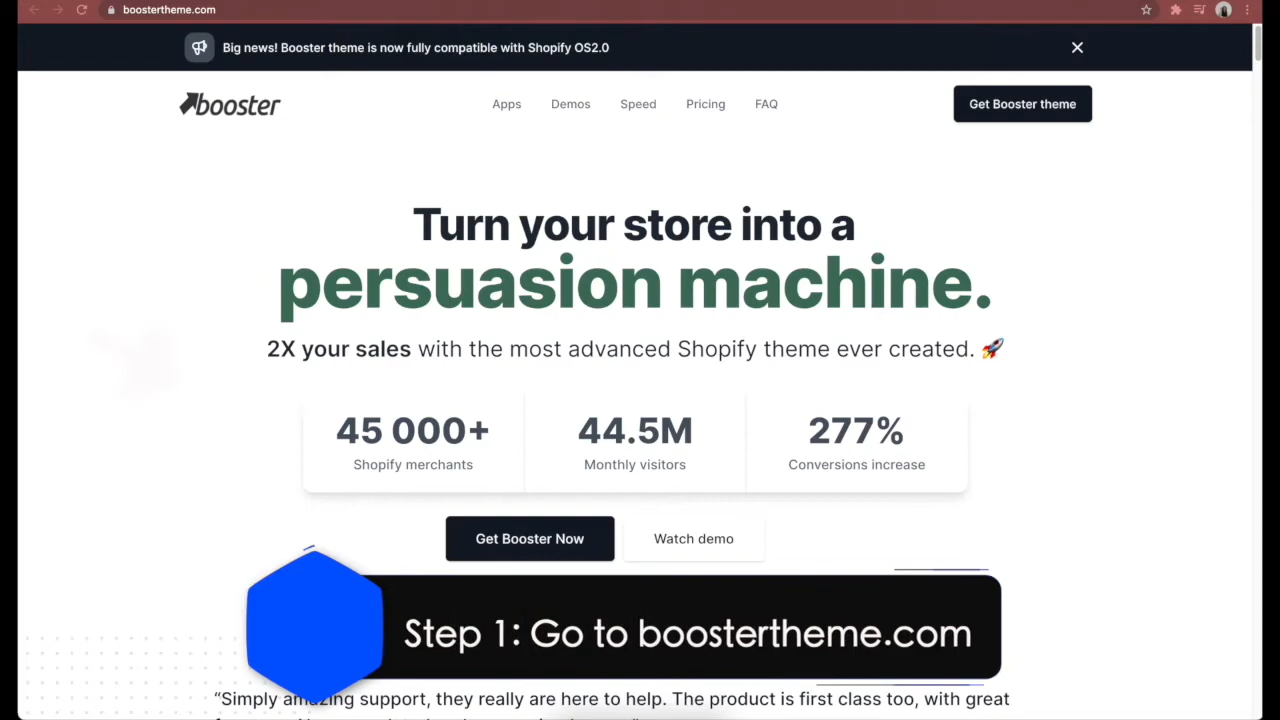 boostertheme.com
Big news! Booster theme is now fully compatible with Shopify OS2.0
booster
Apps
Demos
Speed
Pricing
FAQ
Get Booster theme
Turn your store into a
persuasion machine.
2X your sales with the most advanced Shopify theme ever created. 🚀
45 000+
Shopify merchants
44.5M
Monthly visitors
277%
Conversions increase
Get Booster Now
Watch demo
Step 1: Go to boostertheme.com
“Simply amazing support, they really are here to help. The product is first class too, with great